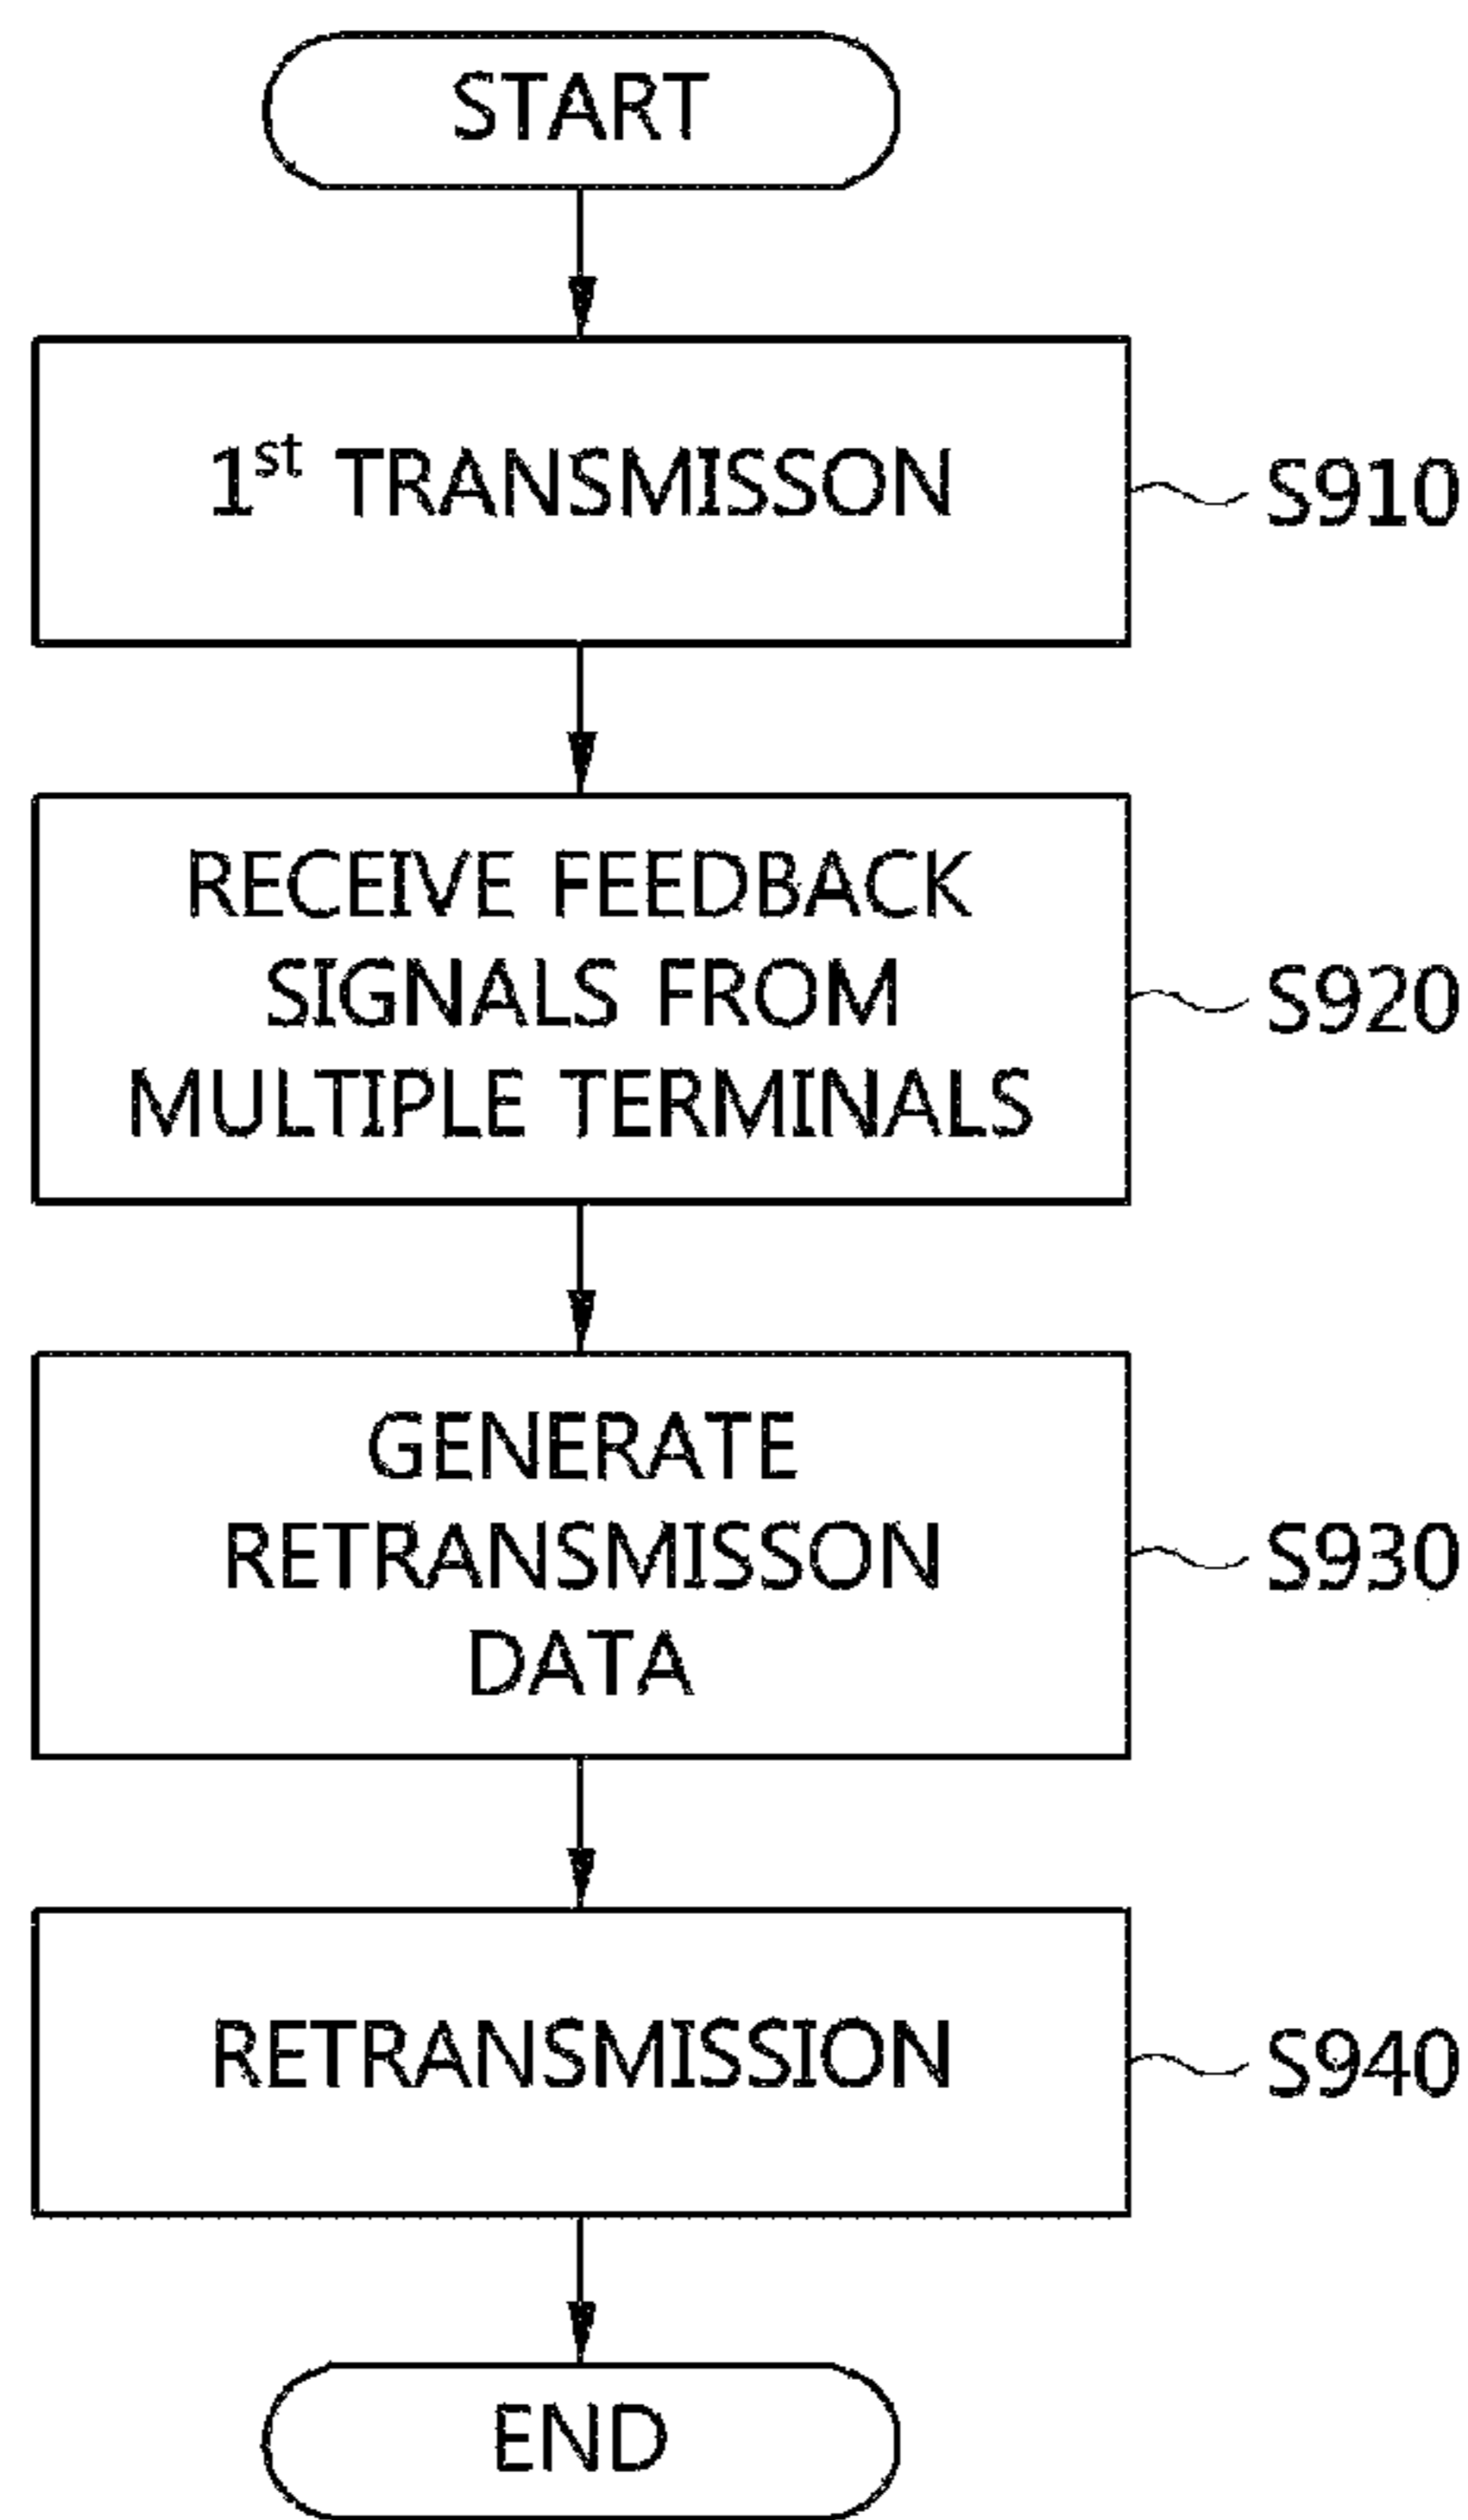 START
1st TRANSMISSON
S910
RECEIVE FEEDBACK
SIGNALS FROM
MULTIPLE TERMINALS
S920
GENERATE
RETRANSMISSON
DATA
S930
RETRANSMISSION
S940
END